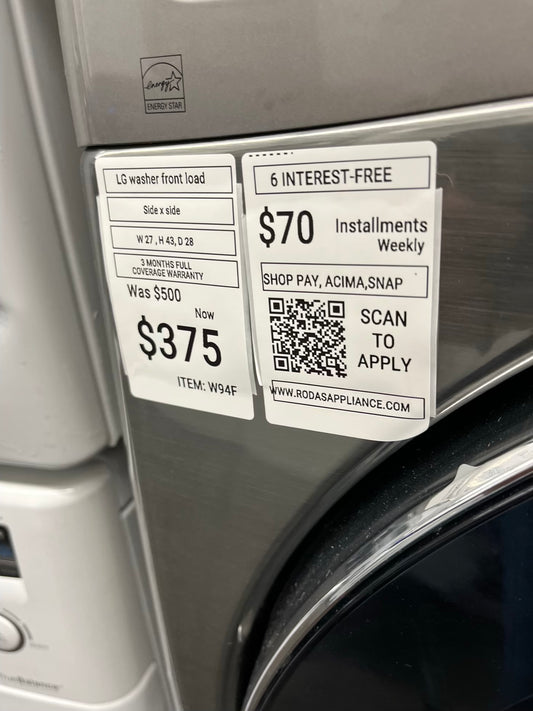 energy
ENERGY STAR
LG washer front load
Side x side
W 27 , H 43, D 28
3 MONTHS FULL
COVERAGE WARRANTY
Was $500
Now
$375
ITEM: W94F
6 INTEREST-FREE
$70 Installments
Weekly
SHOP PAY, ACIMA,SNAP
SCAN
TO
APPLY
WWW.RODASAPPLIANCE.COM